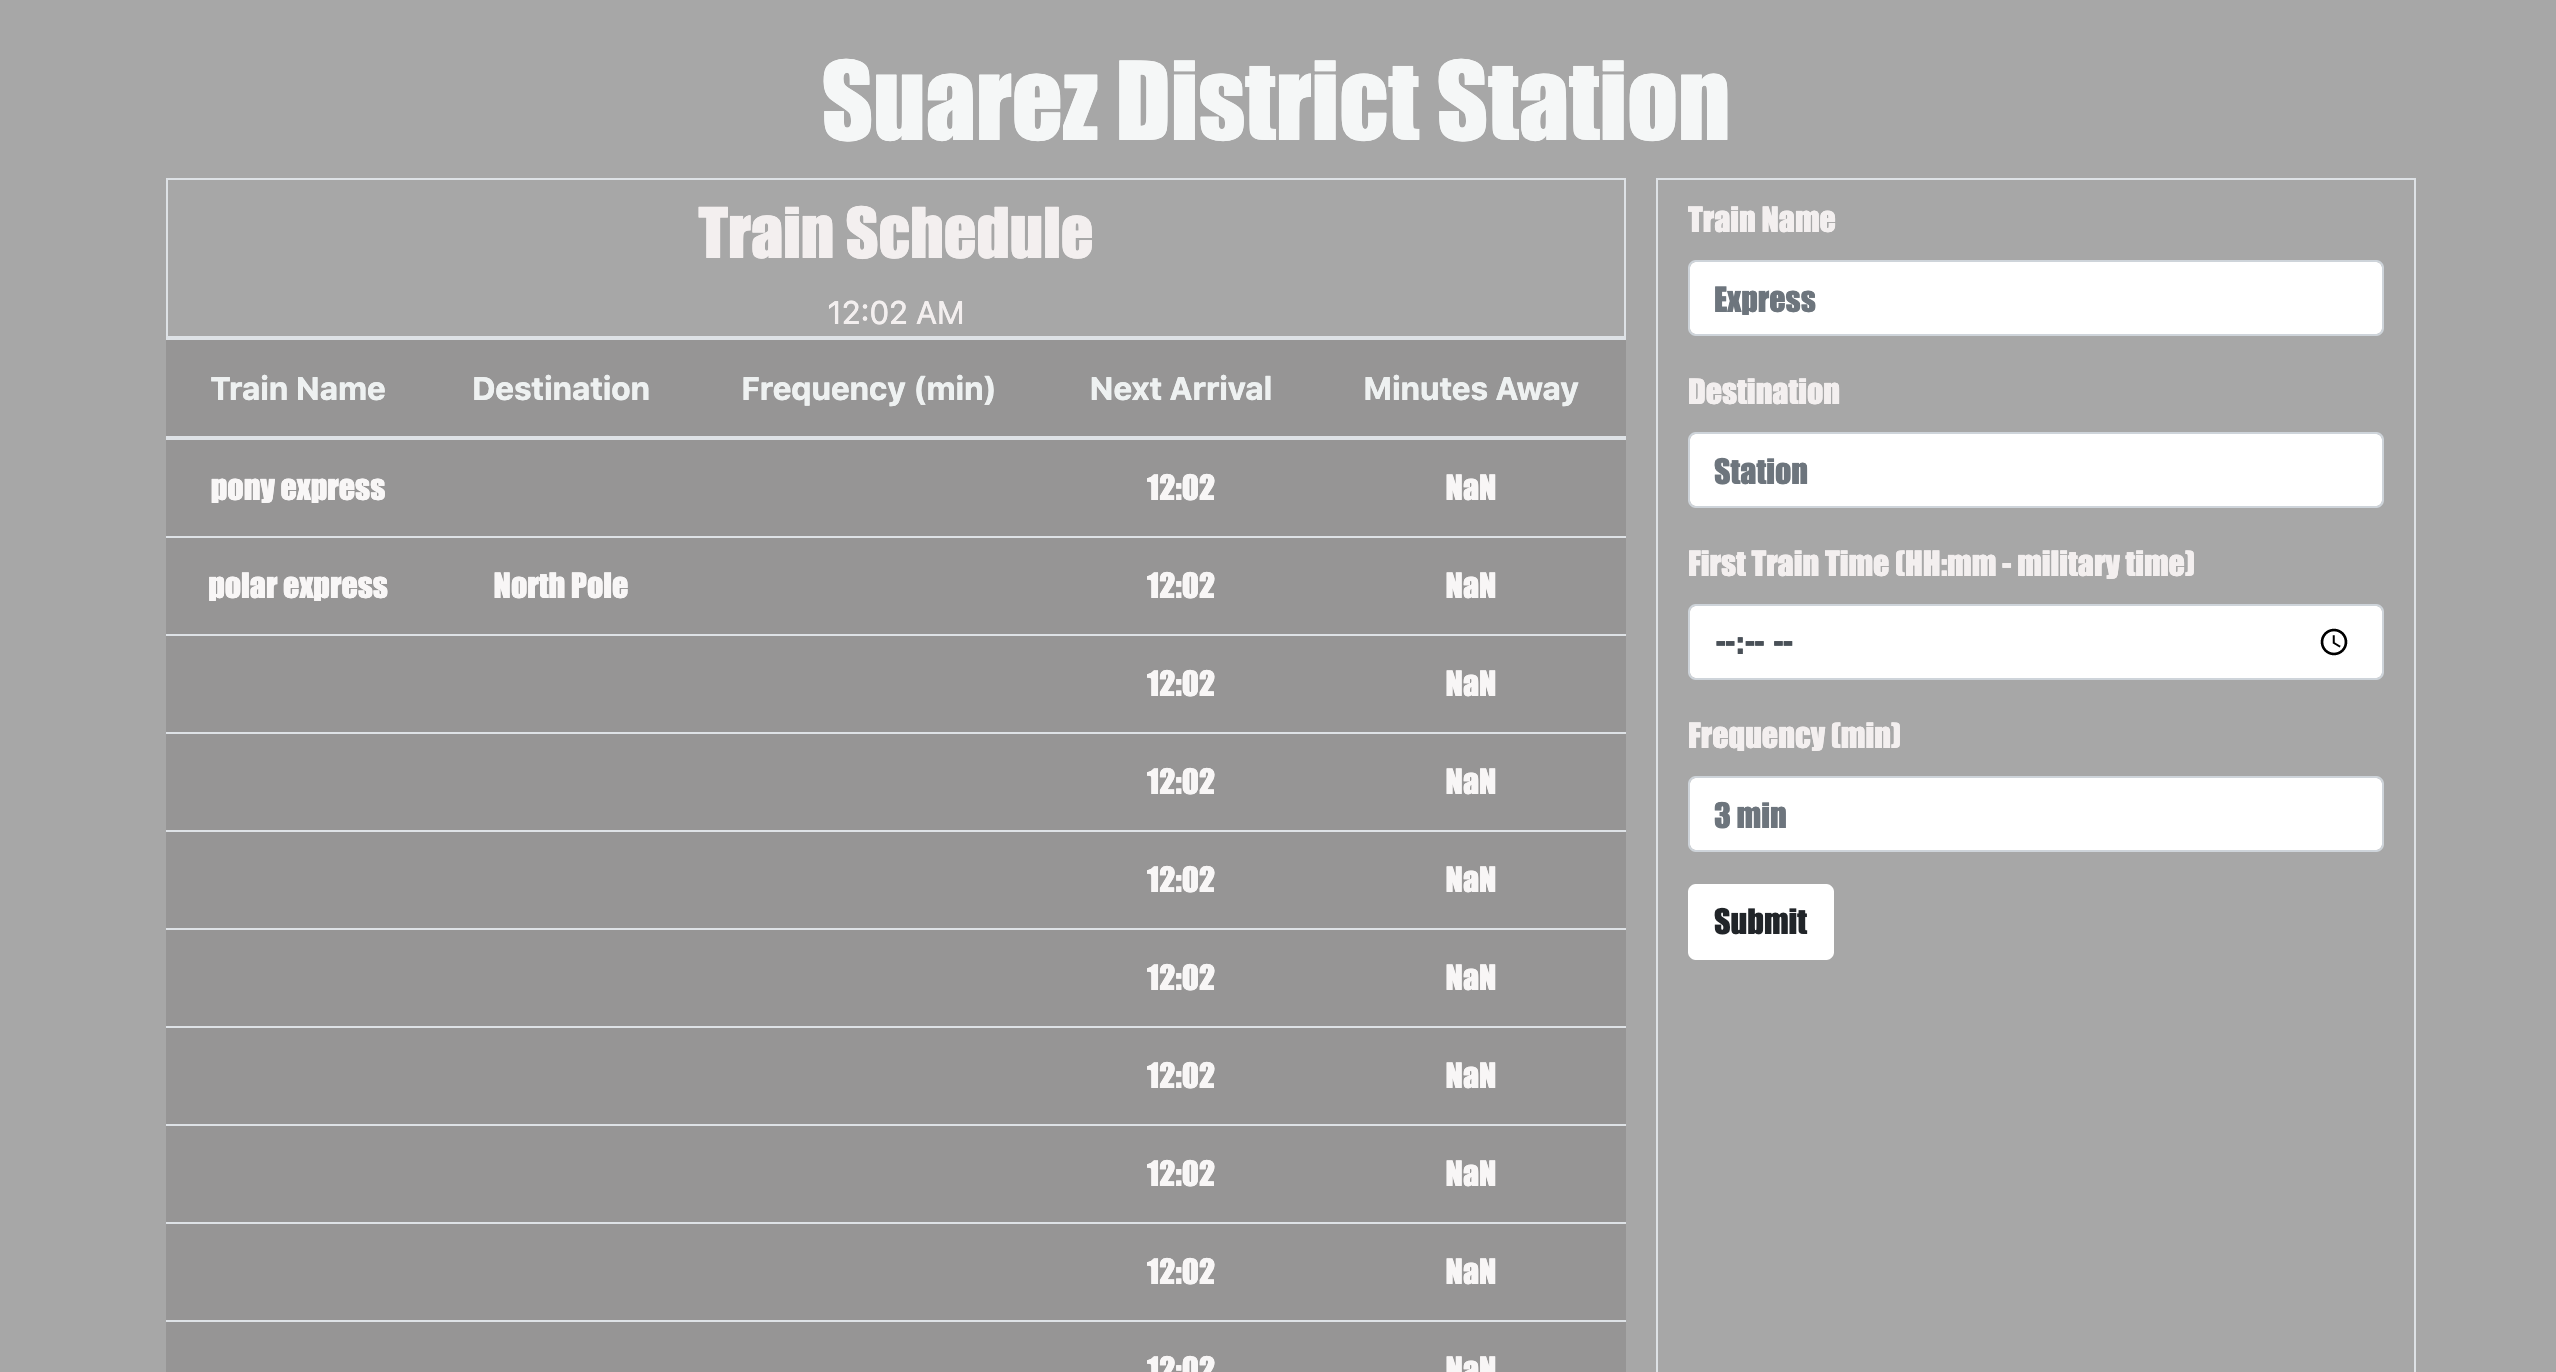 Suarez District Station
Train Schedule
12:02 AM
Train Name Destination Frequency (min) Next Arrival Minutes Away
pony express 12:02 NaN
polar express North Pole 12:02 NaN
12:02 NaN
12:02 NaN
12:02 NaN
12:02 NaN
12:02 NaN
12:02 NaN
12:02 NaN
12:02 NaN
Train Name
Express
Destination
Station
First Train Time (HH:mm - military time)
--:-- --
Frequency (min)
3 min
Submit